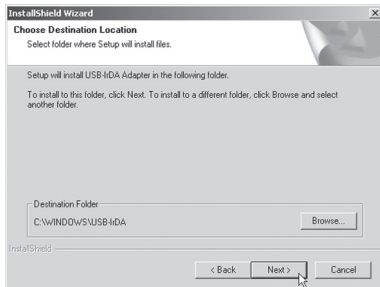 InstallShield Wizard
Choose Destination Location
Select folder where Setup will install files.
Setup will install USB-IrDA Adapter in the following folder.
To install to this folder, click Next. To install to a different folder, click Browse and select
another folder.
Destination Folder
C:\WINDOWS\USB-IrDA
Browse...
InstallShield
< Back
Next >
Cancel